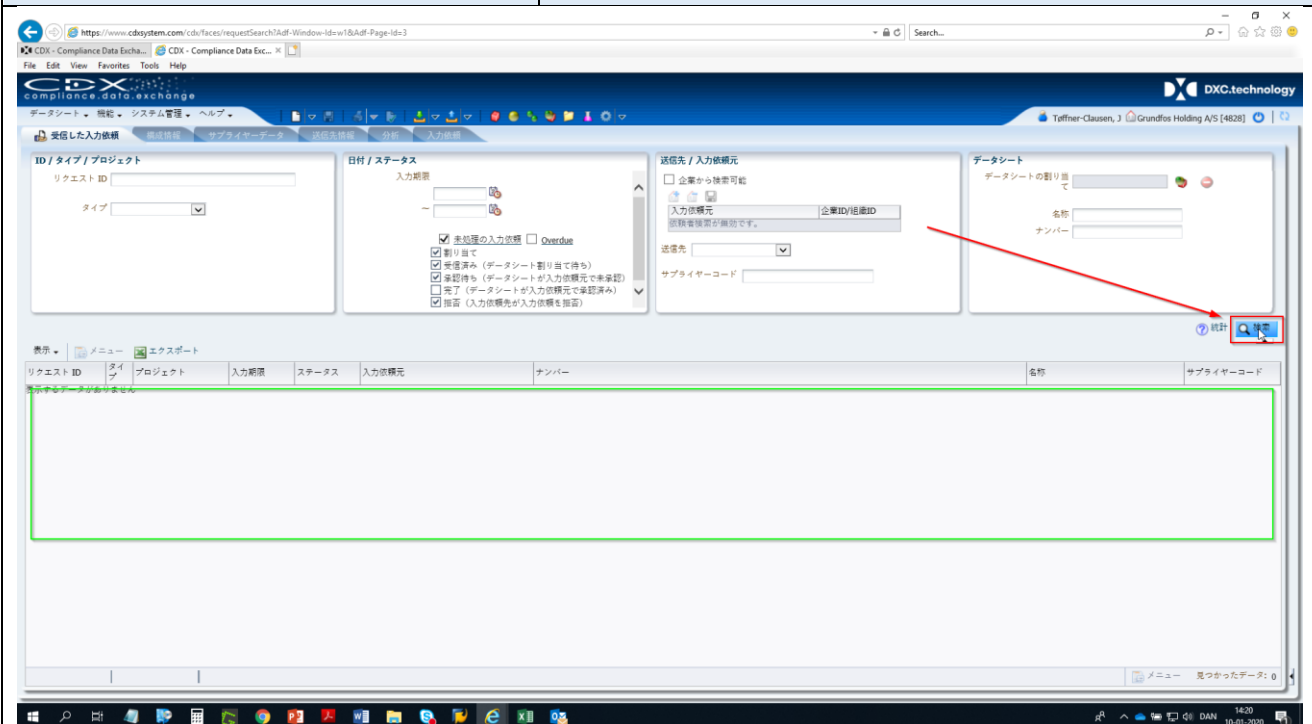 https://www.cdxsystem.com/cdx/faces/requestSearch?Adf-Window-Id=w1&Adf-Page-Id=3
Search...
CDX - Compliance Data Excha...
CDX - Compliance Data Exc...
File Edit View Favorites Tools Help
CDX
compliance.data.exchange
DXC.technology
データシート 機能 システム管理 ヘルプ
Tøffner-Clausen, J Grundfos Holding A/S [4828]
受信した入力依頼 構成情報 サプライヤーデータ 送信先情報 分析 入力依頼
ID / タイプ / プロジェクト
リクエスト ID
タイプ
日付 / ステータス
入力期限
~
未処理の入力依頼 Overdue
割り当て
受信済み (データシート割り当て待ち)
承認待ち (データシートが入力依頼元で未承認)
完了 (データシートが入力依頼元で承認済み)
拒否 (入力依頼先が入力依頼を拒否)
送信先 / 入力依頼元
企業から検索可能
入力依頼元 企業ID/組織ID
依頼者検索が無効です。
送信先
サプライヤーコード
データシート
データシートの割り当
て
名称
ナンバー
統計 検索
表示 メニュー エクスポート
リクエスト ID タイプ プロジェクト 入力期限 ステータス 入力依頼元 ナンバー 名称 サプライヤーコード
表示するデータがありません
メニュー 見つかったデータ: 0
DAN
14:20
10-01-2020